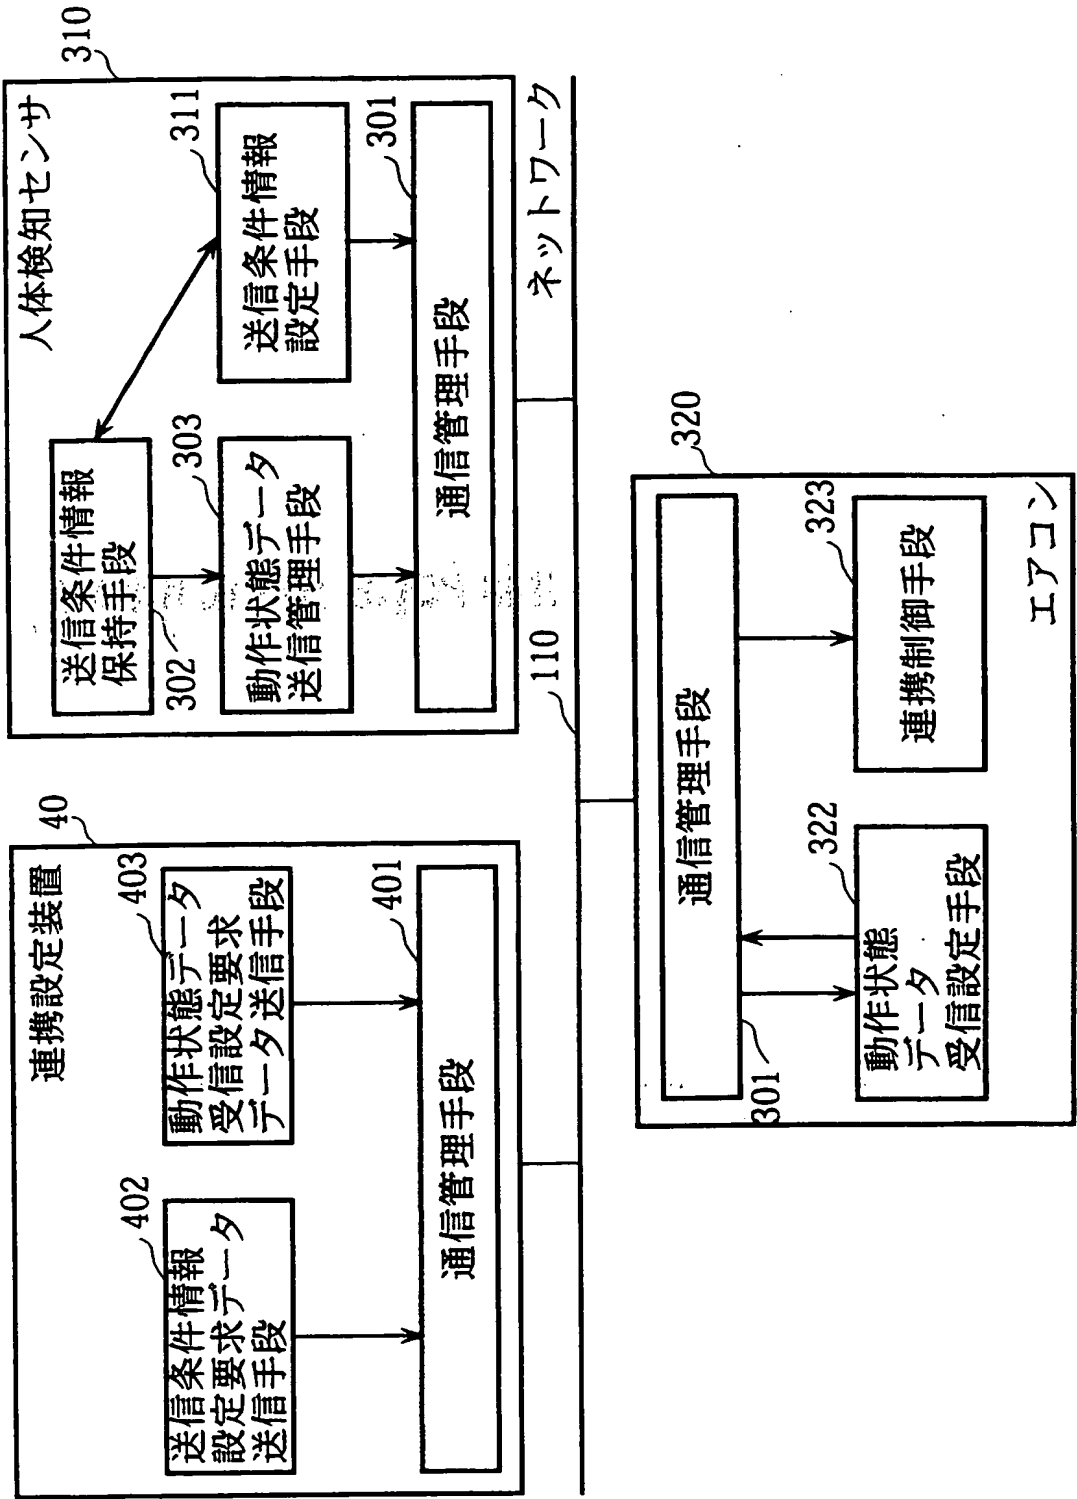 連携設定装置
40
送信条件情報
設定要求データ
送信手段
402
動作状態データ
受信設定要求
データ送信手段
403
通信管理手段
401
人体検知センサ
310
送信条件情報
保持手段
302
動作状態データ
送信管理手段
303
送信条件情報
設定手段
311
通信管理手段
301
ネットワーク
110
320
通信管理手段
301
動作状態
データ
受信設定手段
322
連携制御手段
323
エアコン